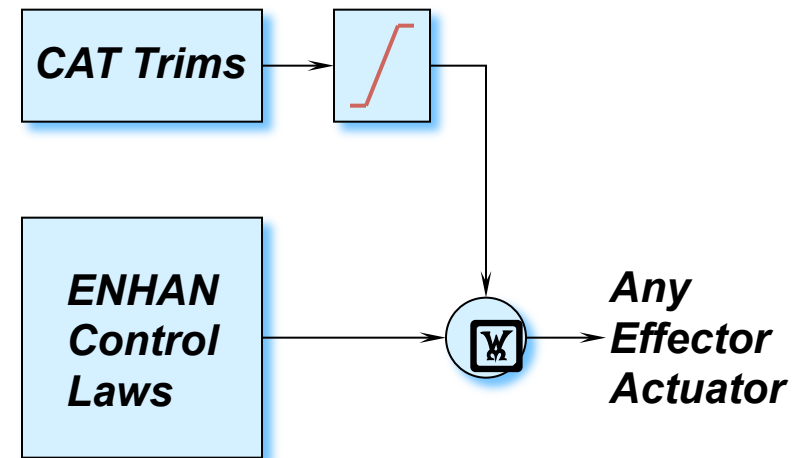 CAT Trims
ENHAN
Control
Laws
Any
Effector
Actuator